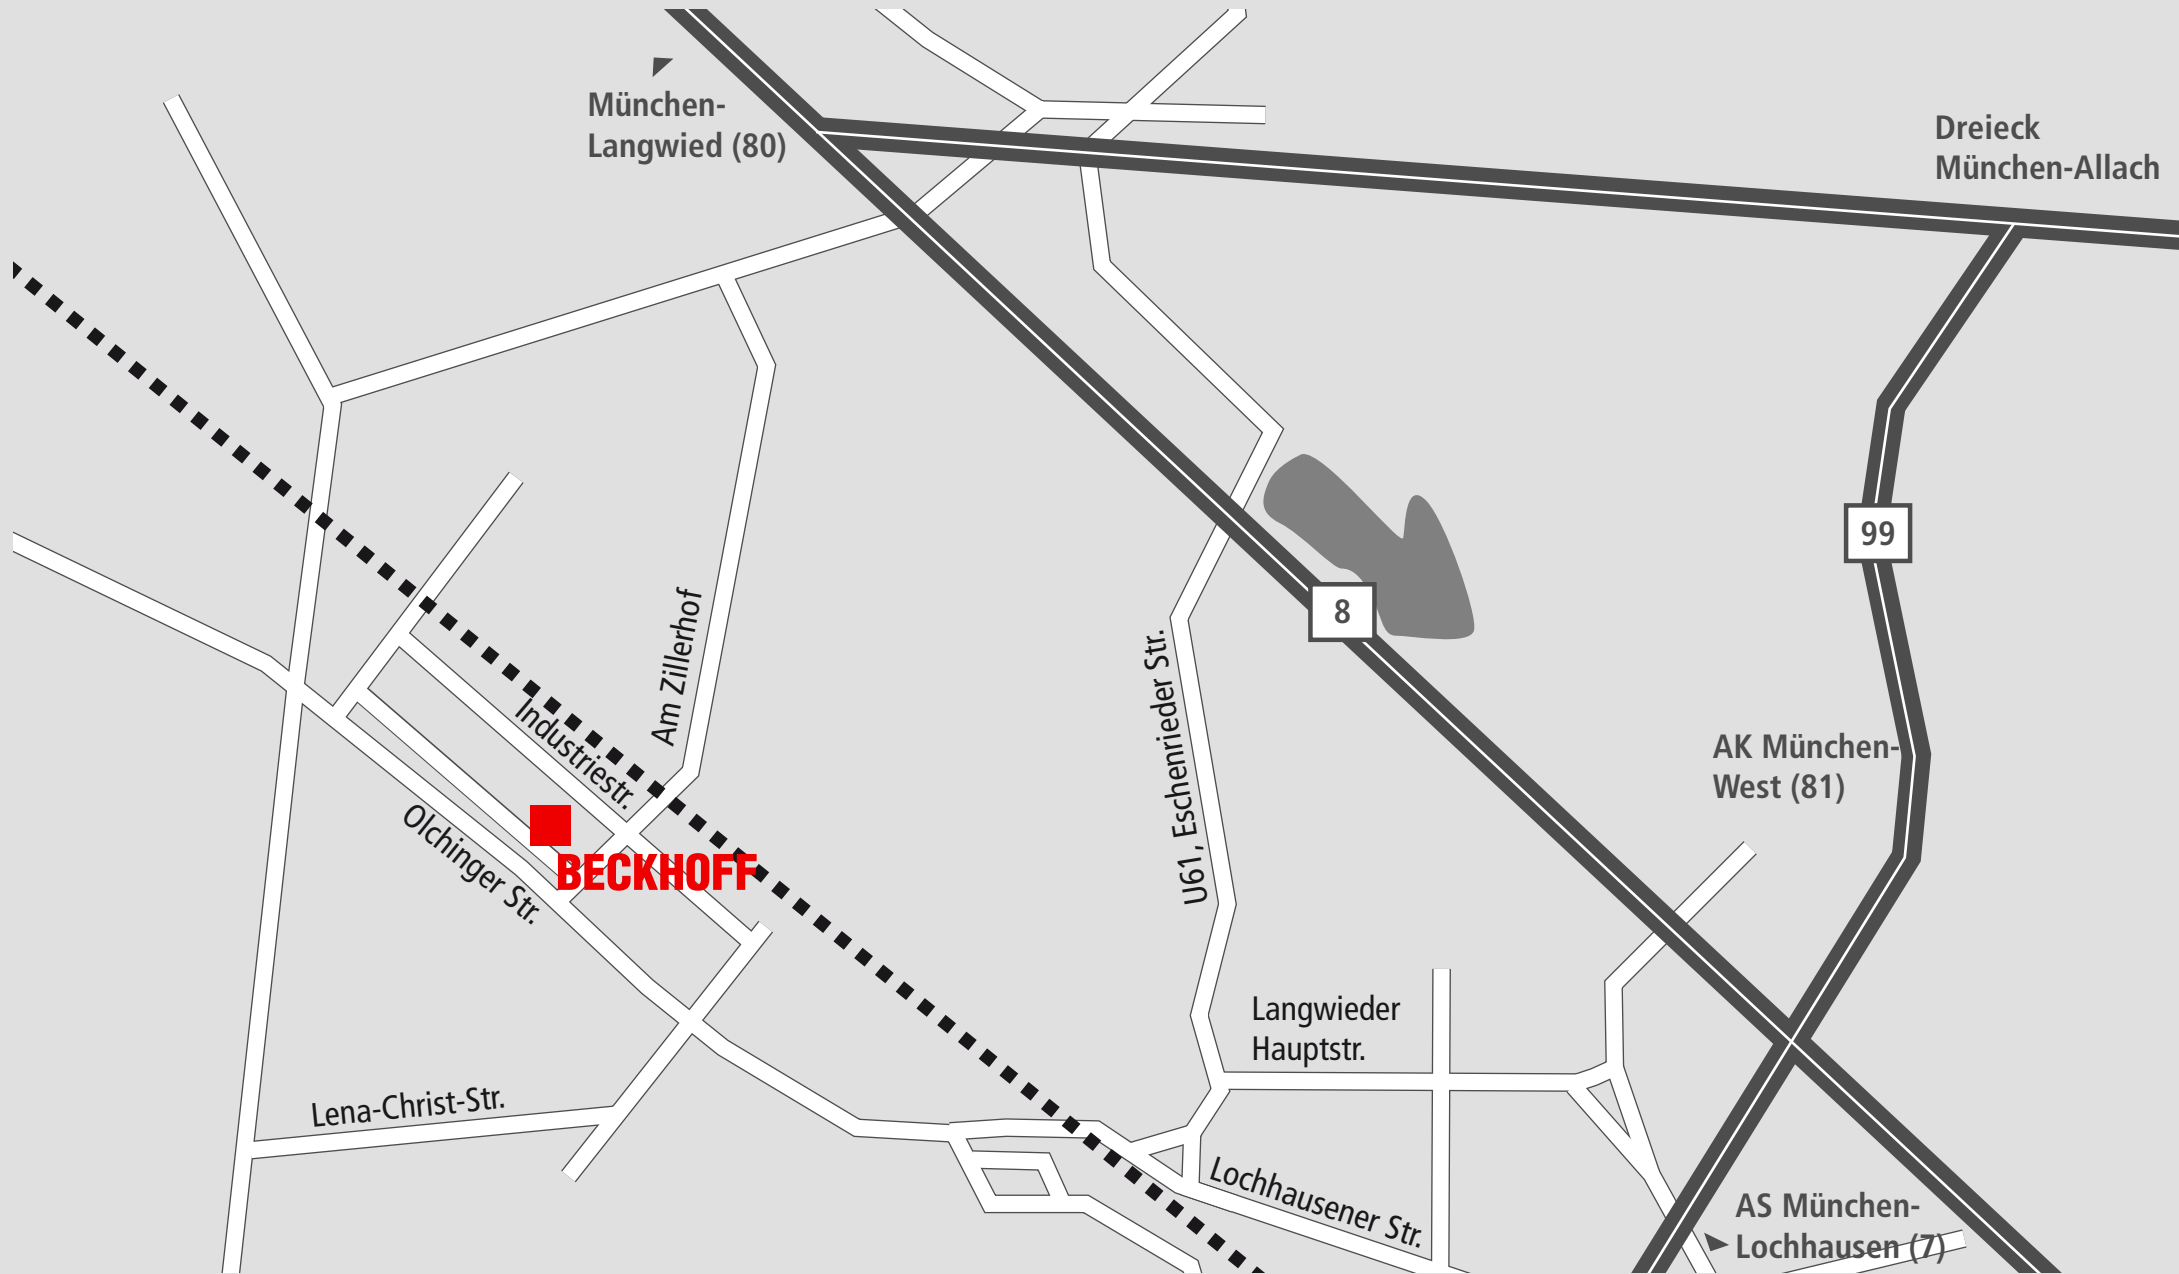 München-
Langwied (80)
Dreieck
München-Allach
99
8
Am Zillerhof
Industriestr.
U61, Eschenrieder Str.
AK München-
West (81)
Olchinger Str.
BECKHOFF
Langwieder
Hauptstr.
Lena-Christ-Str.
Lochhausener Str.
AS München-
Lochhausen (7)